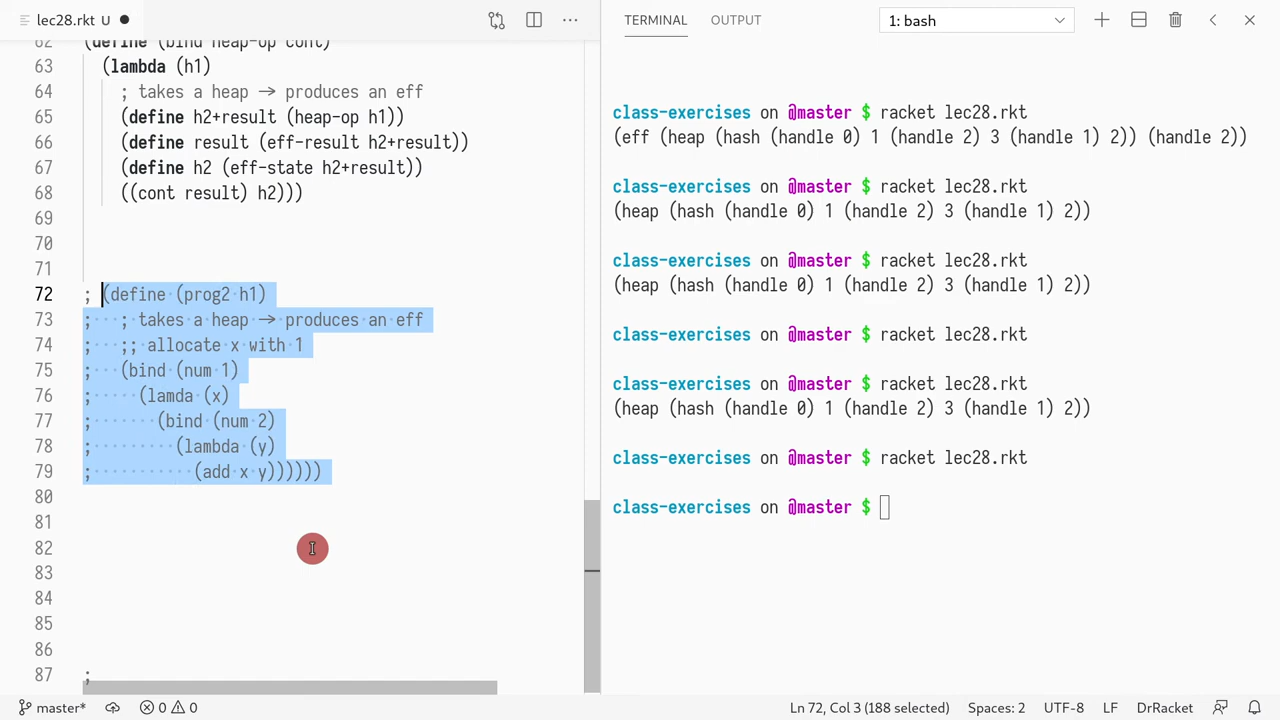 lec28.rkt U
TERMINAL OUTPUT 1: bash
62 (define (bind heap-op cont)
63 (lambda (h1)
64 ; takes a heap → produces an eff
65 (define h2+result (heap-op h1))
66 (define result (eff-result h2+result))
67 (define h2 (eff-state h2+result))
68 ((cont result) h2)))
69
70
71
72 ; (define (prog2 h1)
73 ; ; takes a heap → produces an eff
74 ; ;; allocate x with 1
75 ; (bind (num 1)
76 ; (lamda (x)
77 ; (bind (num 2)
78 ; (lambda (y)
79 ; (add x y))))))
80
81
82
83
84
85
86
87 ;
class-exercises on @master $ racket lec28.rkt
(eff (heap (hash (handle 0) 1 (handle 2) 3 (handle 1) 2)) (handle 2))
class-exercises on @master $ racket lec28.rkt
(heap (hash (handle 0) 1 (handle 2) 3 (handle 1) 2))
class-exercises on @master $ racket lec28.rkt
(heap (hash (handle 0) 1 (handle 2) 3 (handle 1) 2))
class-exercises on @master $ racket lec28.rkt
class-exercises on @master $ racket lec28.rkt
(heap (hash (handle 0) 1 (handle 2) 3 (handle 1) 2))
class-exercises on @master $ racket lec28.rkt
class-exercises on @master $
master* 0 0 Ln 72, Col 3 (188 selected) Spaces: 2 UTF-8 LF DrRacket